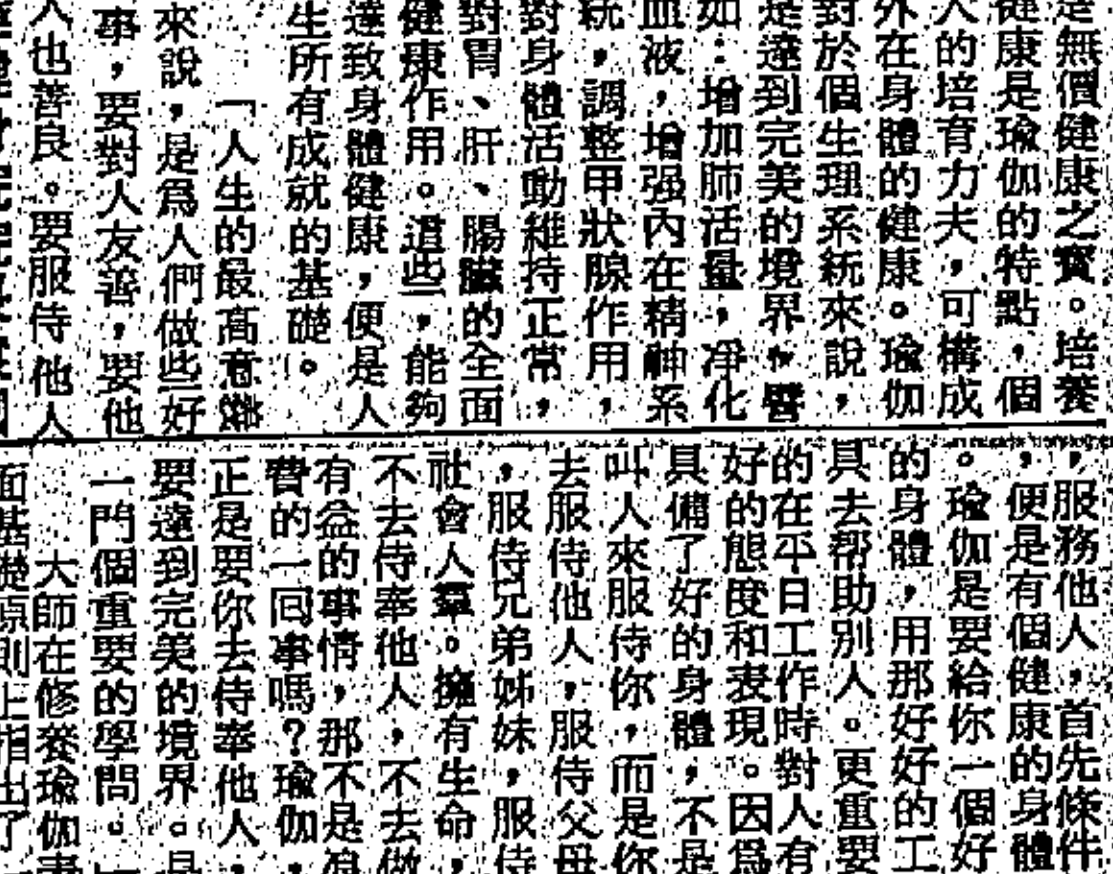 是無價健康之寶。培養
健康是瑜伽的特點，個
人的培育力夫，可構成
外在身體的健康。瑜伽
對於個生理系統來說，
是達到完美的境界，譬
如：增加肺活量，凈化
血液，增强內在精神系
統，調整甲狀腺作用，
對身體活動維持正常，
對胃、肝、腸臟的全面
健康作用。這些，能夠
達致身體健康，便是人
生所有成就的基礎。
「人生的最高意
來說，是爲人們做些好
事，要對人友善，要他
人也善良。要服侍他人
，服務他人，首先條件
，便是有個健康的身體
。瑜伽是要給你一個好
的身體，用那好好的工
具去帮助別人。更重要
的在平日工作時對人有
好的態度和表現。因爲
具備了好的身體，不是
叫人來服侍你，而是你
去服侍他人，服侍父母
，服侍兄弟姊妹，服侍
社會人羣。擁有生命，
不去侍奉他人，不去做
有益的事情，那不是浪
費的一回事嗎？瑜伽，
正是要你去侍奉他人，
要達到完美的境界。是
一門個重要的學問。
大師在修養瑜伽
面基礎原則上指出了